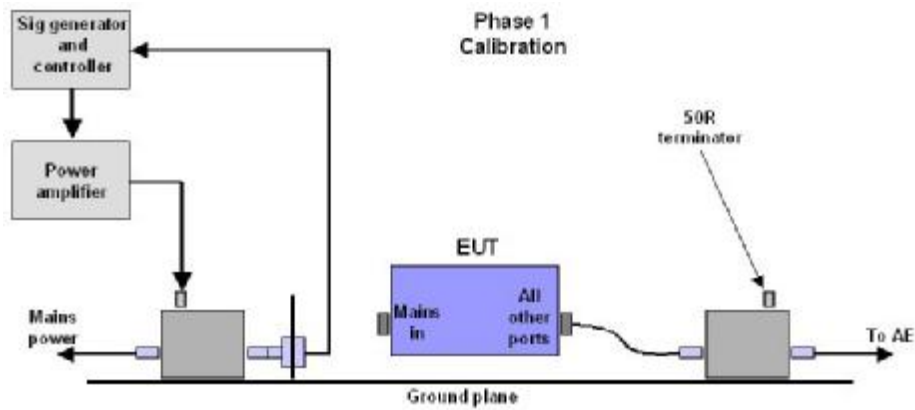 Sig generator
and
controller
Phase 1
Calibration
50R
terminator
Power
amplifier
EUT
Mains
power
Mains
in
All
other
ports
To AE
Ground plane